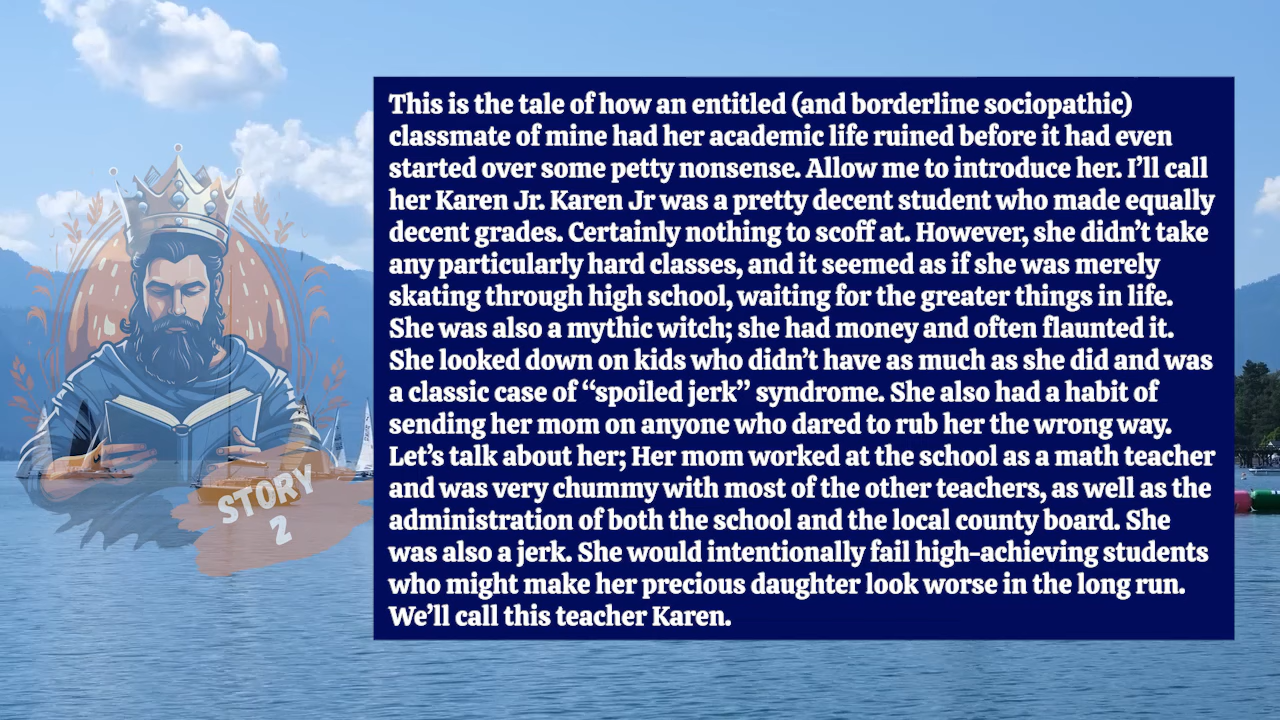 This is the tale of how an entitled (and borderline sociopathic)
classmate of mine had her academic life ruined before it had even
started over some petty nonsense. Allow me to introduce her. I’ll call
her Karen Jr. Karen Jr was a pretty decent student who made equally
decent grades. Certainly nothing to scoff at. However, she didn’t take
any particularly hard classes, and it seemed as if she was merely
skating through high school, waiting for the greater things in life.
She was also a mythic witch; she had money and often flaunted it.
She looked down on kids who didn’t have as much as she did and was
a classic case of “spoiled jerk” syndrome. She also had a habit of
sending her mom on anyone who dared to rub her the wrong way.
Let’s talk about her; Her mom worked at the school as a math teacher
and was very chummy with most of the other teachers, as well as the
administration of both the school and the local county board. She
was also a jerk. She would intentionally fail high-achieving students
who might make her precious daughter look worse in the long run.
We’ll call this teacher Karen.
STORY
2